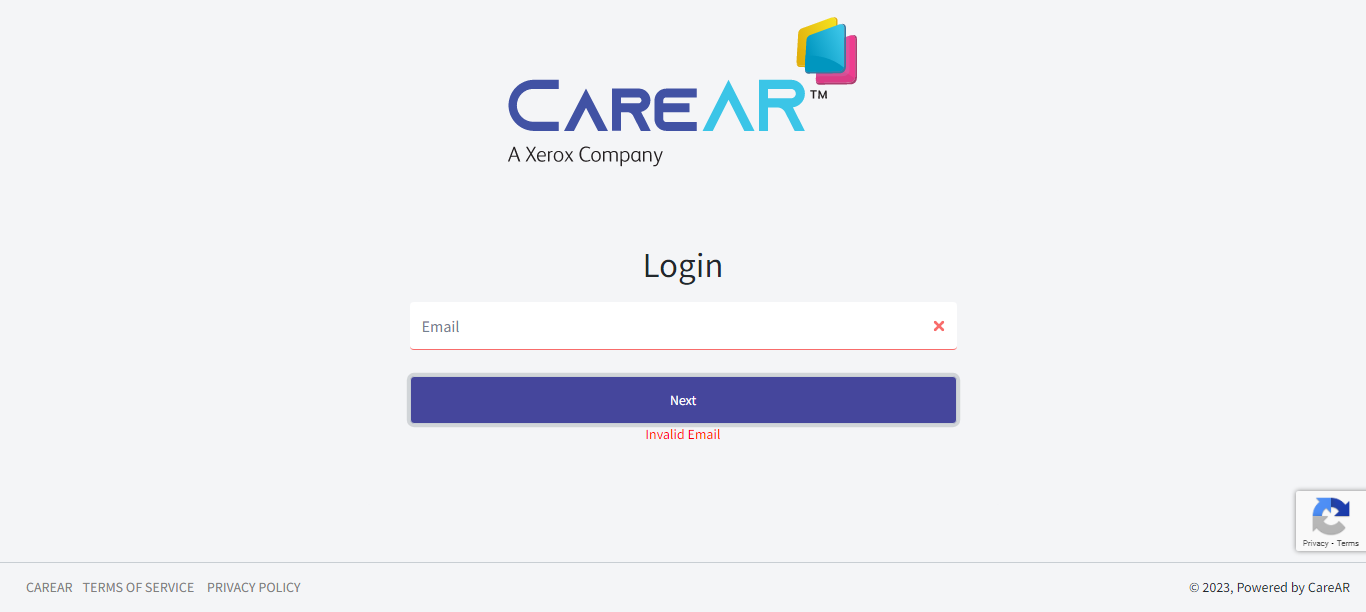 CAREAR™
A Xerox Company
Login
Email
Next
Invalid Email
Privacy - Terms
CAREAR TERMS OF SERVICE PRIVACY POLICY
© 2023, Powered by CareAR